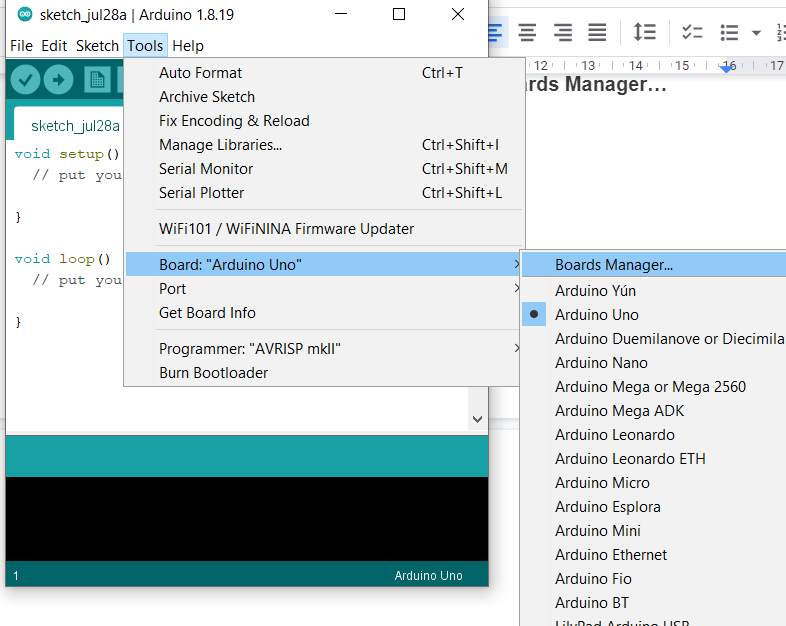 sketch_jul28a | Arduino 1.8.19
File Edit Sketch Tools Help
sketch_jul28a
void setup()
// put you
}
void loop()
// put you
}
1
Arduino Uno
Auto Format Ctrl+T
Archive Sketch
Fix Encoding & Reload
Manage Libraries... Ctrl+Shift+I
Serial Monitor Ctrl+Shift+M
Serial Plotter Ctrl+Shift+L
WiFi101 / WiFiNINA Firmware Updater
Board: "Arduino Uno"
Port
Get Board Info
Programmer: "AVRISP mkII"
Burn Bootloader
12 13 14 15 16 17
rds Manager...
Boards Manager...
Arduino Yún
Arduino Uno
Arduino Duemilanove or Diecimila
Arduino Nano
Arduino Mega or Mega 2560
Arduino Mega ADK
Arduino Leonardo
Arduino Leonardo ETH
Arduino Micro
Arduino Esplora
Arduino Mini
Arduino Ethernet
Arduino Fio
Arduino BT
LilyPad Arduino USB